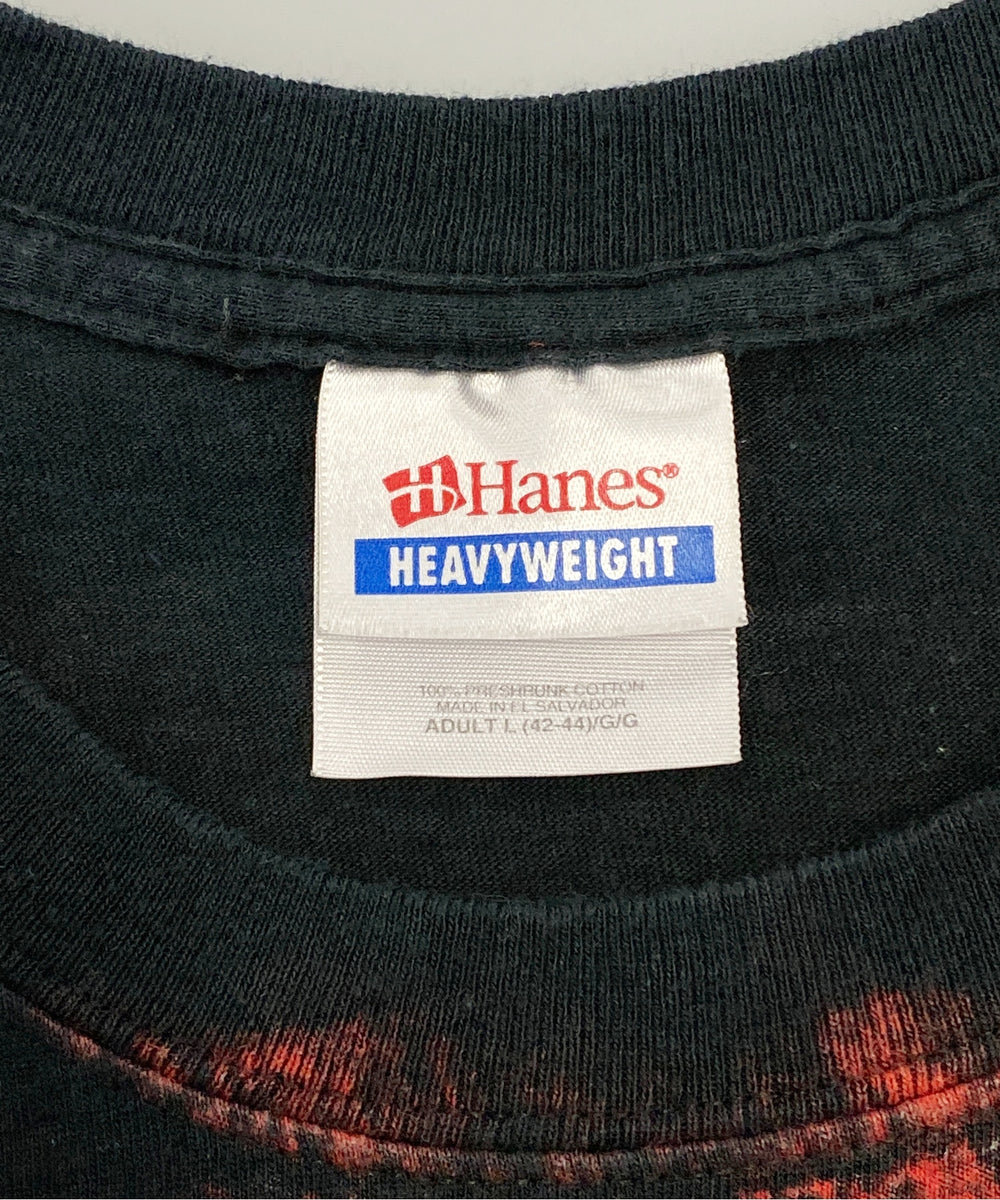 H Hanes®
HEAVYWEIGHT
100% PRESHRUNK COTTON
MADE IN EL SALVADOR
ADULT L (42-44)/G/G